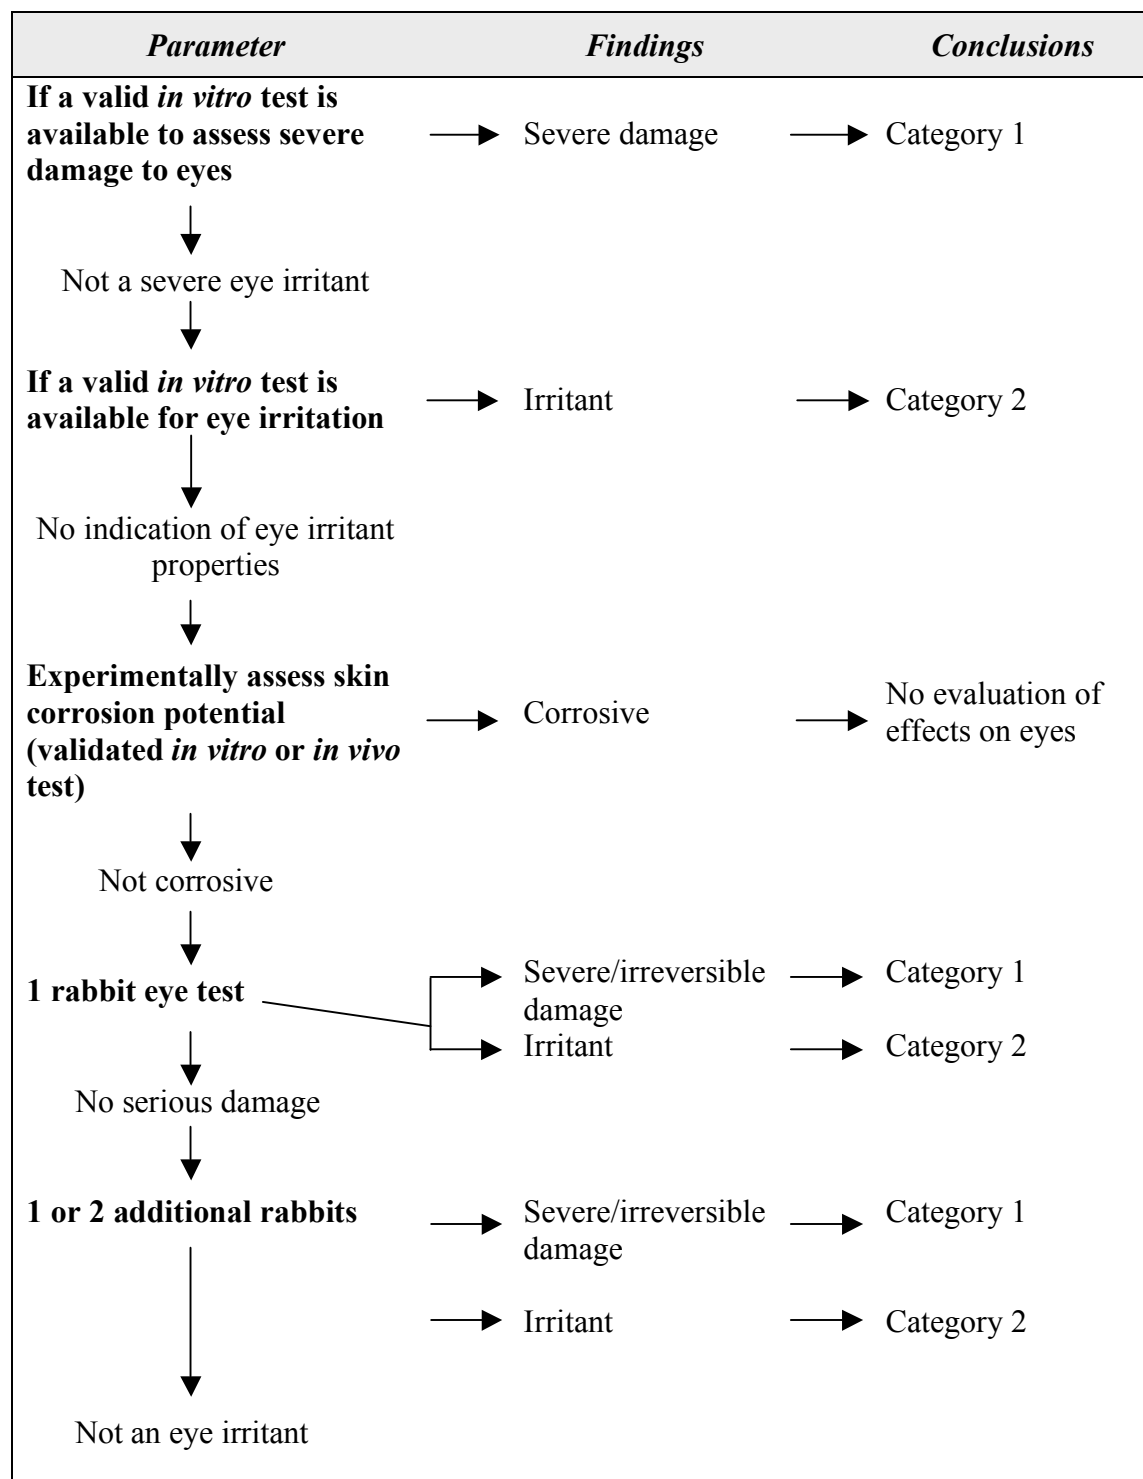 Parameter Findings Conclusions
If a valid in vitro test is
available to assess severe
damage to eyes
Severe damage
Category 1
Not a severe eye irritant
If a valid in vitro test is
available for eye irritation
Irritant
Category 2
No indication of eye irritant
properties
Experimentally assess skin
corrosion potential
(validated in vitro or in vivo
test)
Corrosive
No evaluation of
effects on eyes
Not corrosive
1 rabbit eye test
Severe/irreversible
damage
Category 1
Irritant
Category 2
No serious damage
1 or 2 additional rabbits
Severe/irreversible
damage
Category 1
Irritant
Category 2
Not an eye irritant